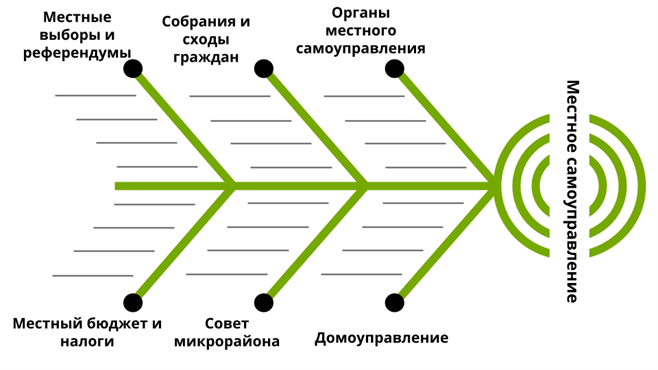 Местные
выборы и
референдумы
Собрания и
сходы
граждан
Органы
местного
самоуправления
Местное самоуправление
Местный бюджет и
налоги
Совет
микрорайона
Домоуправление